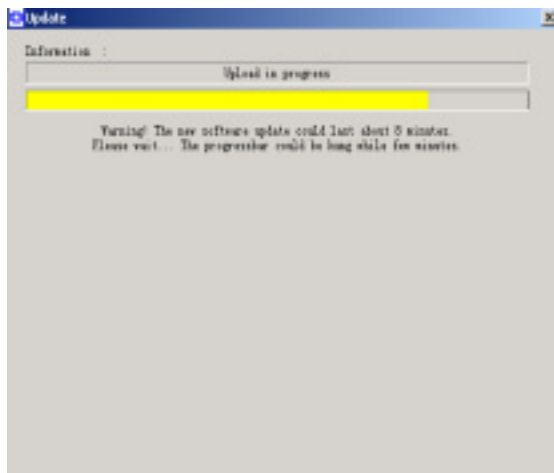 Update
Information :
Upload in progress
Warning! The new software update could last about 8 minutes.
Please wait... The progressbar could be hang while few minutes.